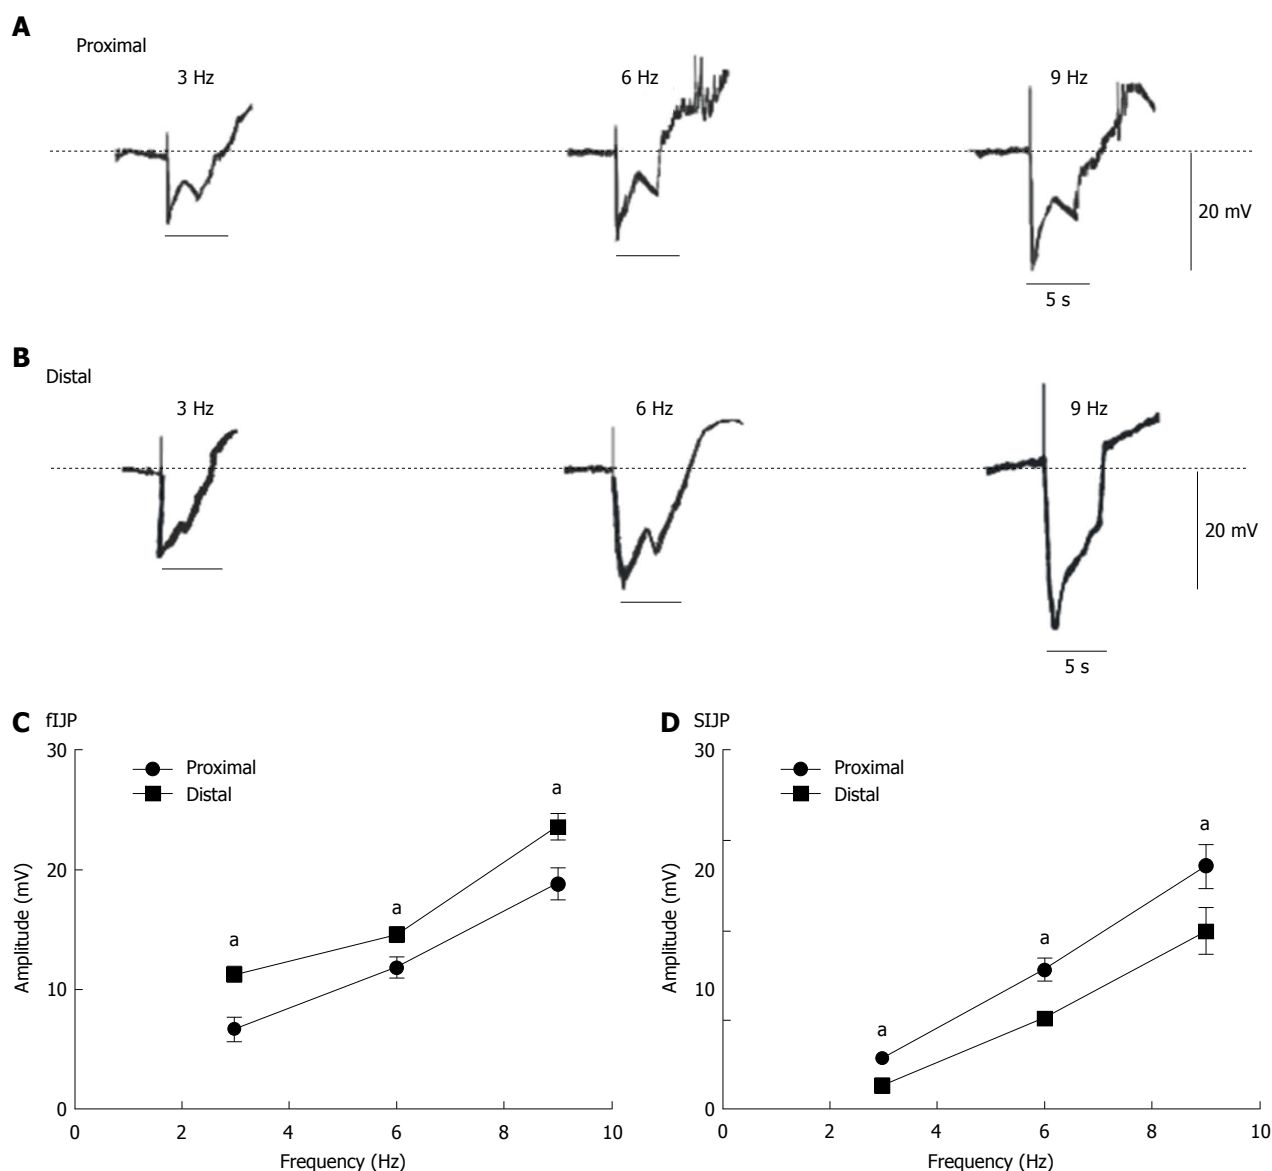 A
Proximal
3 Hz
6 Hz
9 Hz
20 mV
5 s
B
Distal
3 Hz
6 Hz
9 Hz
20 mV
5 s
C fIJP
30
20
10
0
Amplitude (mV)
Proximal
Distal
a
a
a
0 2 4 6 8 10
Frequency (Hz)
D SIJP
30
20
10
0
Amplitude (mV)
Proximal
Distal
a
a
a
0 2 4 6 8 10
Frequency (Hz)